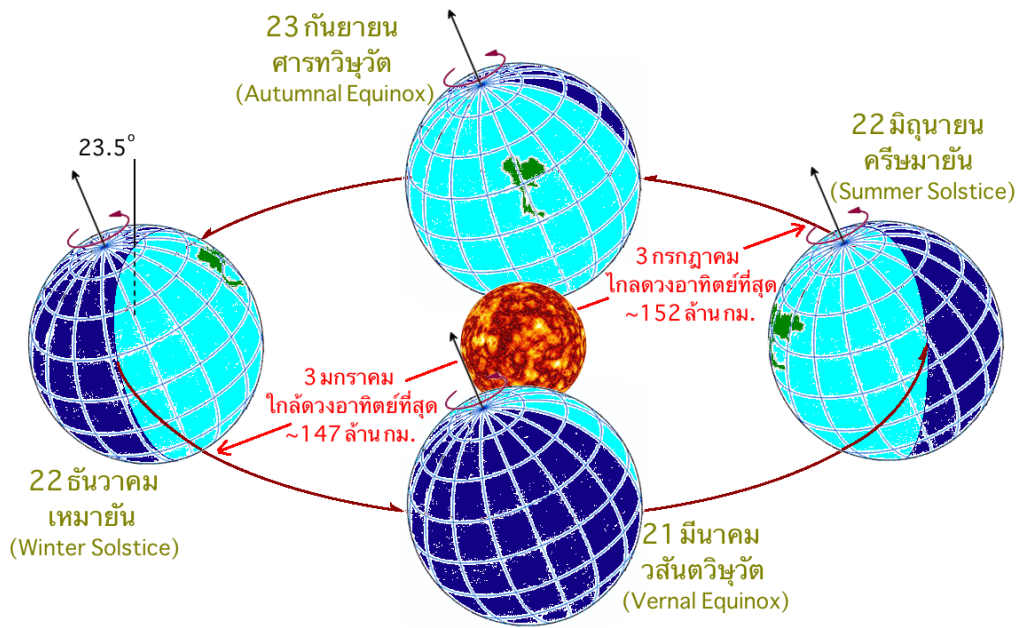 23 กันยายน
ศารทวิษุวัต
(Autumnal Equinox)
22 มิถุนายน
ครีษมายัน
(Summer Solstice)
23.5°
3 กรกฎาคม
ไกลดวงอาทิตย์ที่สุด
~152 ล้าน กม.
3 มกราคม
ใกล้ดวงอาทิตย์ที่สุด
~147 ล้าน กม.
22 ธันวาคม
เหมายัน
(Winter Solstice)
21 มีนาคม
วสันตวิษุวัต
(Vernal Equinox)